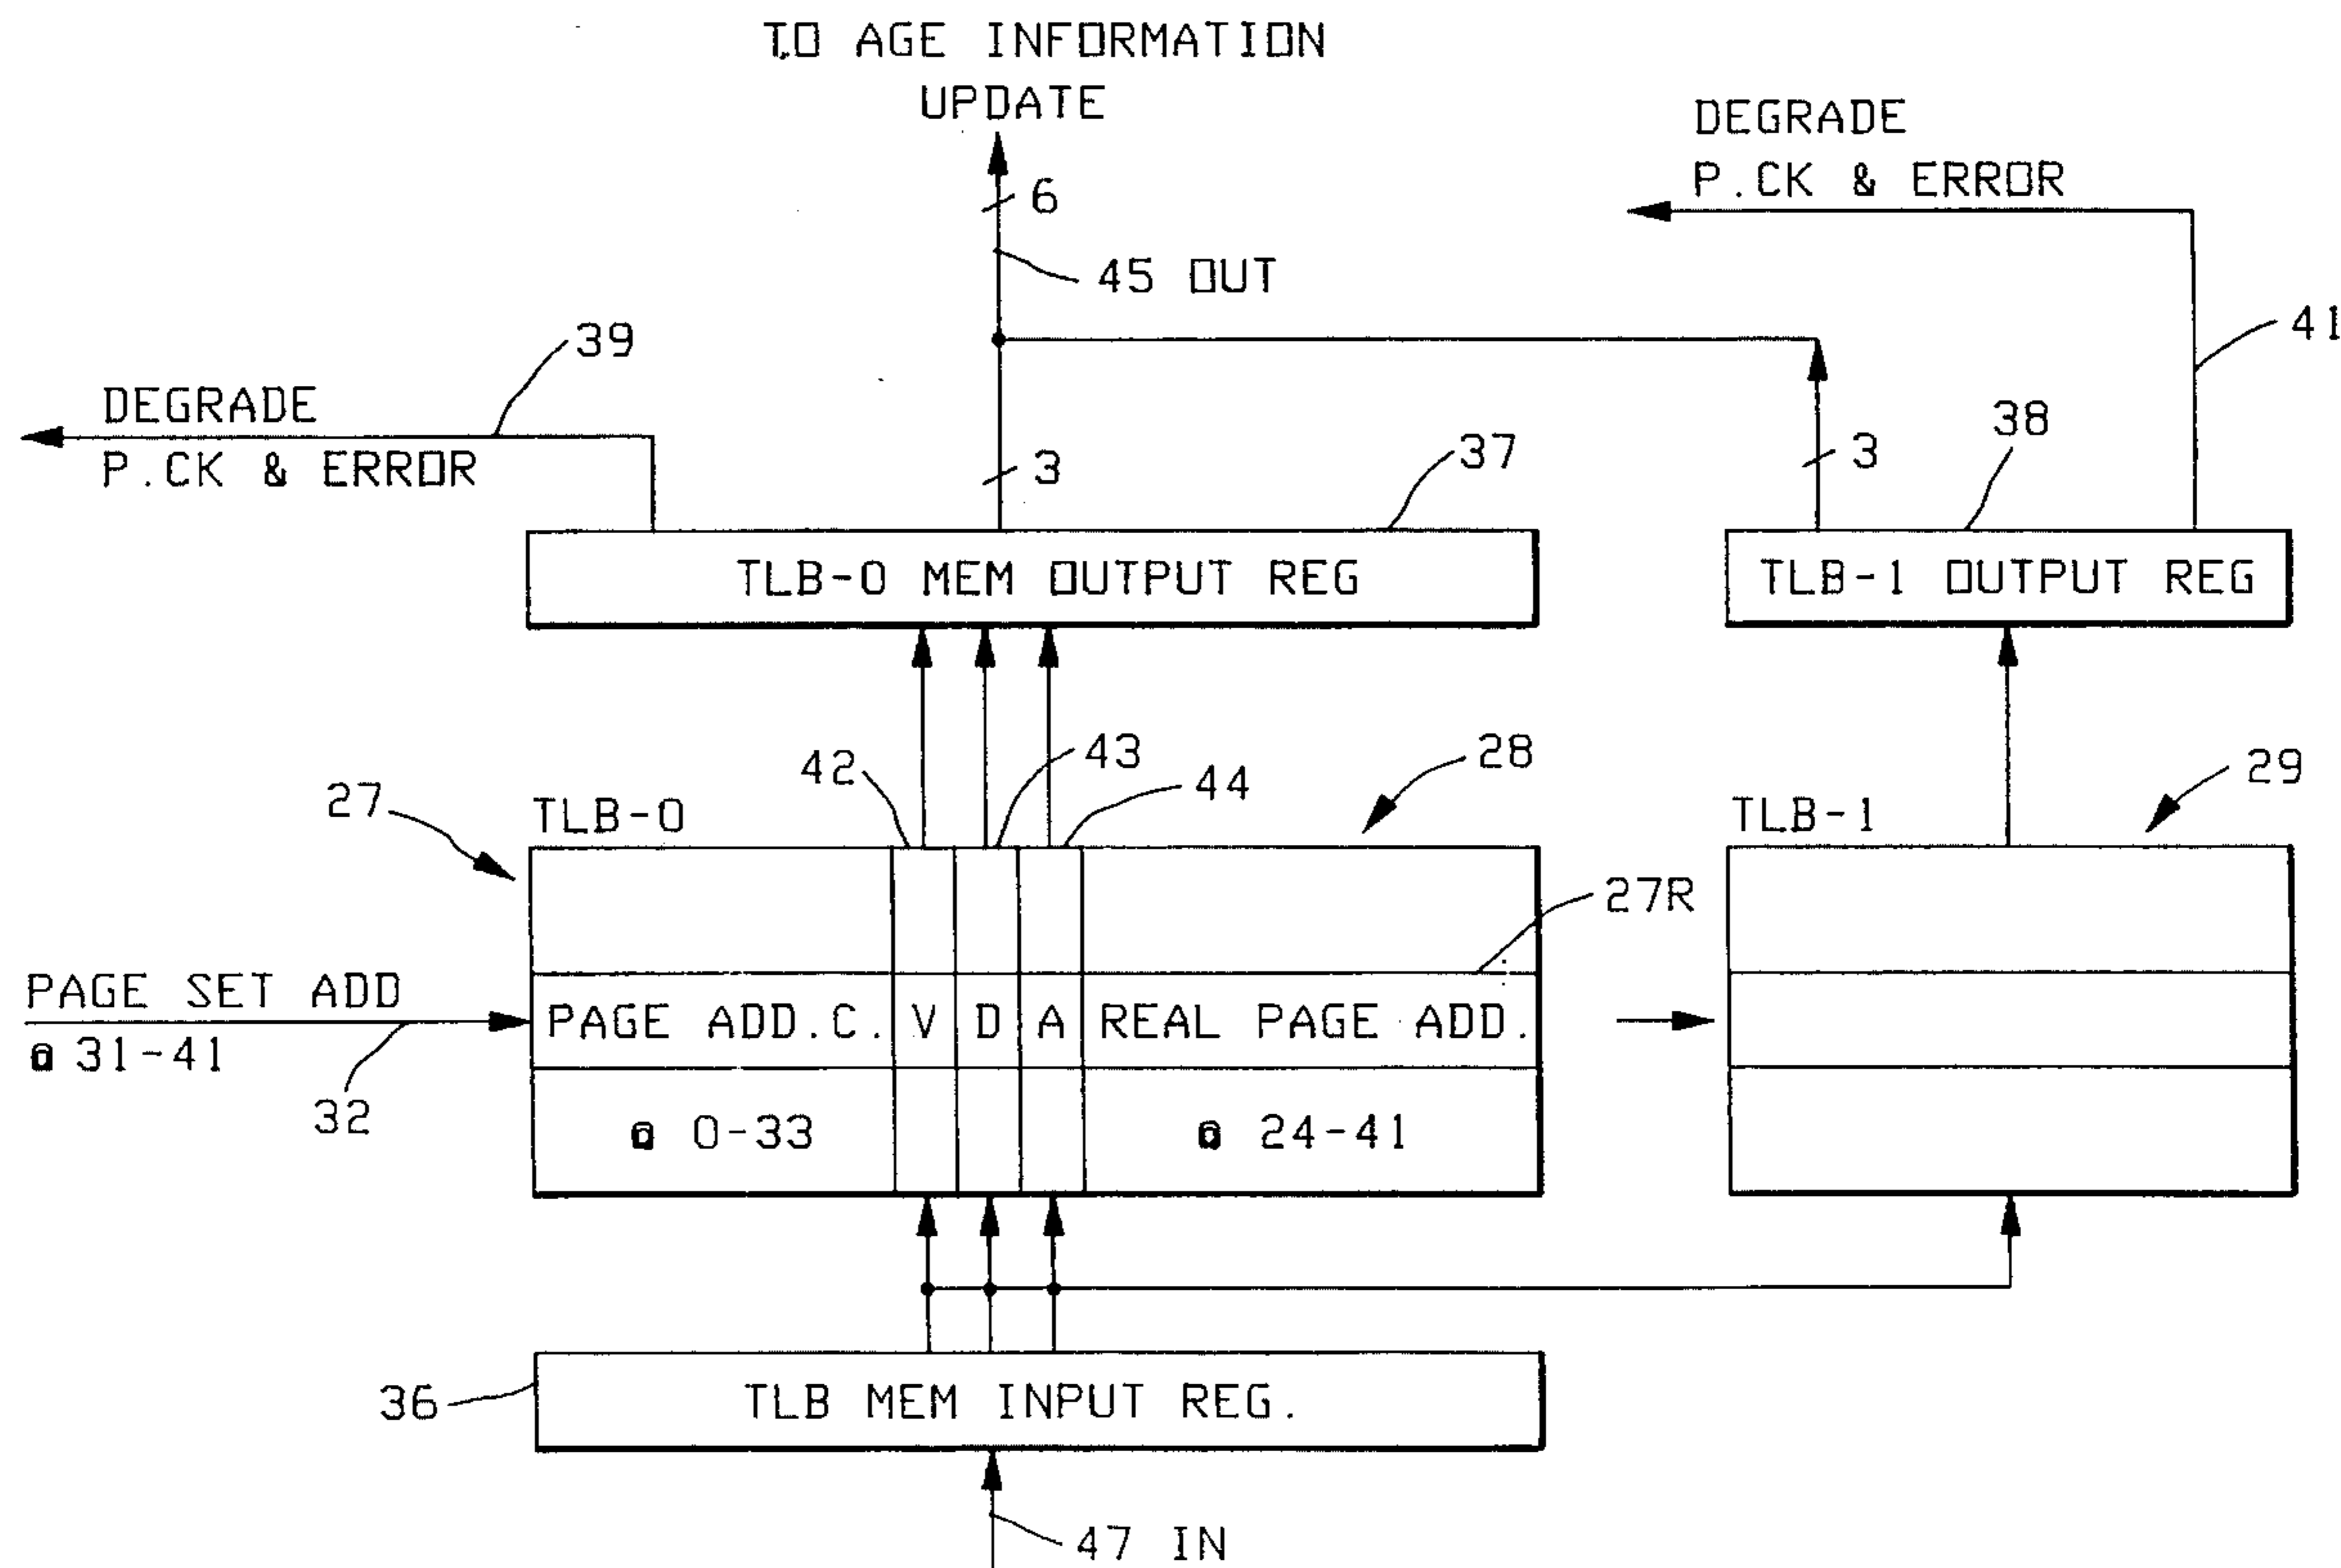 TO AGE INFORMATION
UPDATE
6
45 OUT
DEGRADE
P.CK & ERROR
41
39
DEGRADE
P.CK & ERROR
3
37
3
38
TLB-0 MEM OUTPUT REG
TLB-1 OUTPUT REG
27
TLB-0
42
43
44
28
TLB-1
29
27R
PAGE SET ADD
@ 31-41
32
PAGE ADD.C.
V
D
A
REAL PAGE ADD.
@ 0-33
@ 24-41
36
TLB MEM INPUT REG.
47 IN